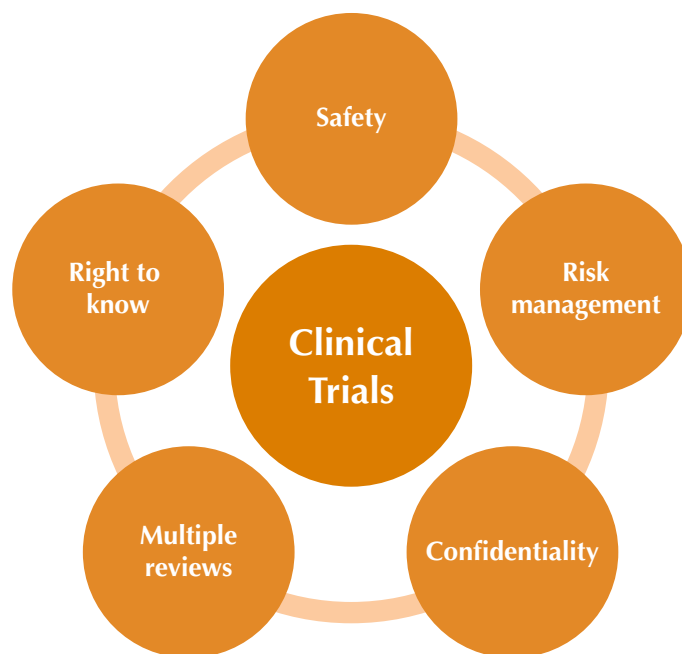 Safety
Risk
management
Confidentiality
Multiple
reviews
Right to
know
Clinical
Trials